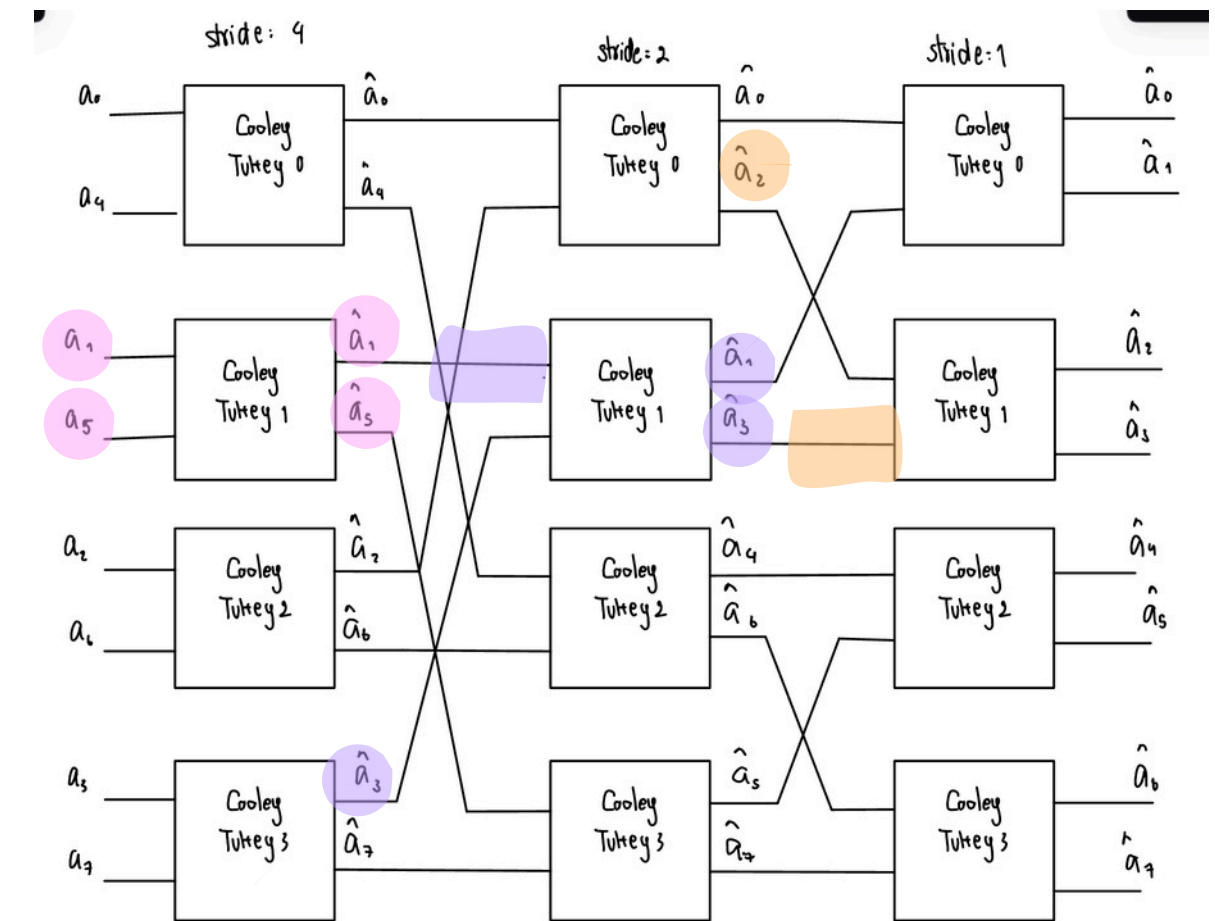 stride: 4
stride=2
stride:1
a₀
Cooley
Tukey 0
â₀
Cooley
Tukey 0
â₀
Cooley
Tukey 0
â₀
a₄
â₄
â₂
â₁
a₁
Cooley
Tukey 1
â₁
Cooley
Tukey 1
â₁
Cooley
Tukey 1
â₂
a₅
â₅
â₃
â₃
a₂
Cooley
Tukey 2
â₂
Cooley
Tukey 2
â₄
Cooley
Tukey 2
â₄
a₆
â₆
â₆
â₅
a₃
Cooley
Tukey 3
â₃
Cooley
Tukey 3
â₅
Cooley
Tukey 3
â₆
a₇
â₇
â₇
â₇